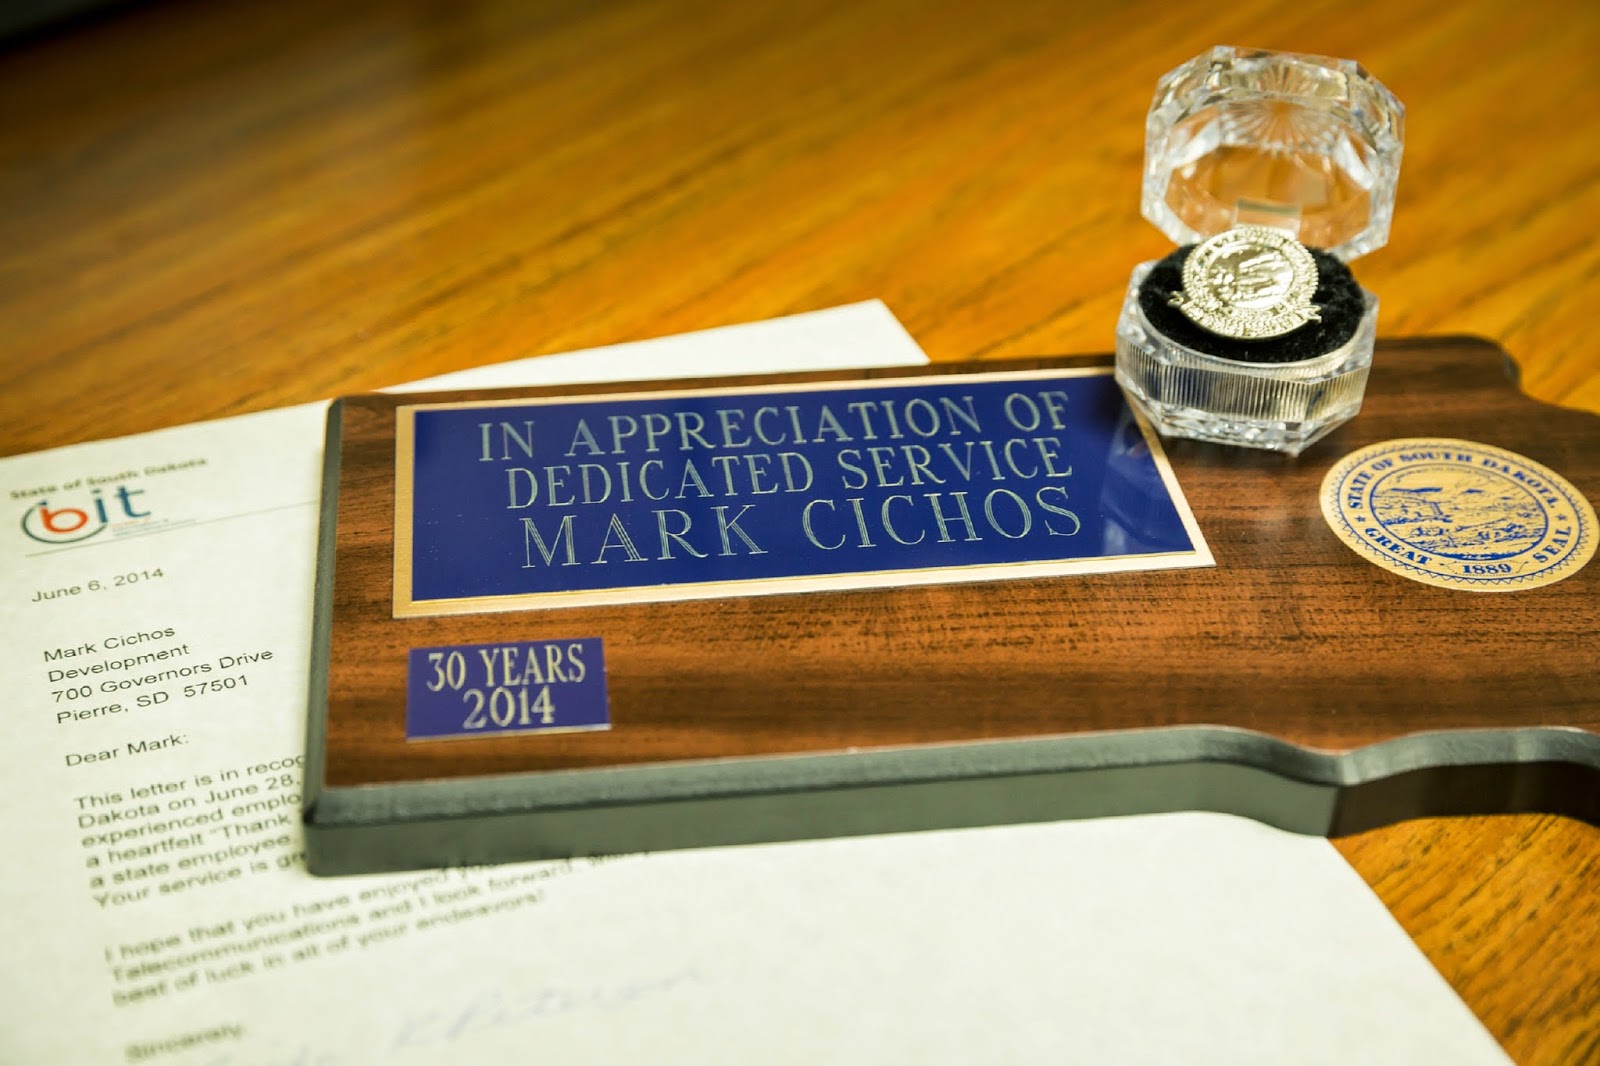 State of South Dakota
bit
June 6, 2014
Mark Cichos
Development
700 Governors Drive
Pierre, SD 57501
Dear Mark:
This letter is in recog
Dakota on June 28,
experienced emplo
a heartfelt "Thank
a state employee.
Your service is gre
I hope that you have enjoyed
Telecommunications and I look forward
best of luck in all of your endeavors!
Sincerely,
IN APPRECIATION OF
DEDICATED SERVICE
MARK CICHOS
30 YEARS
2014
STATE OF SOUTH DAKOTA
GREAT SEAL
1889